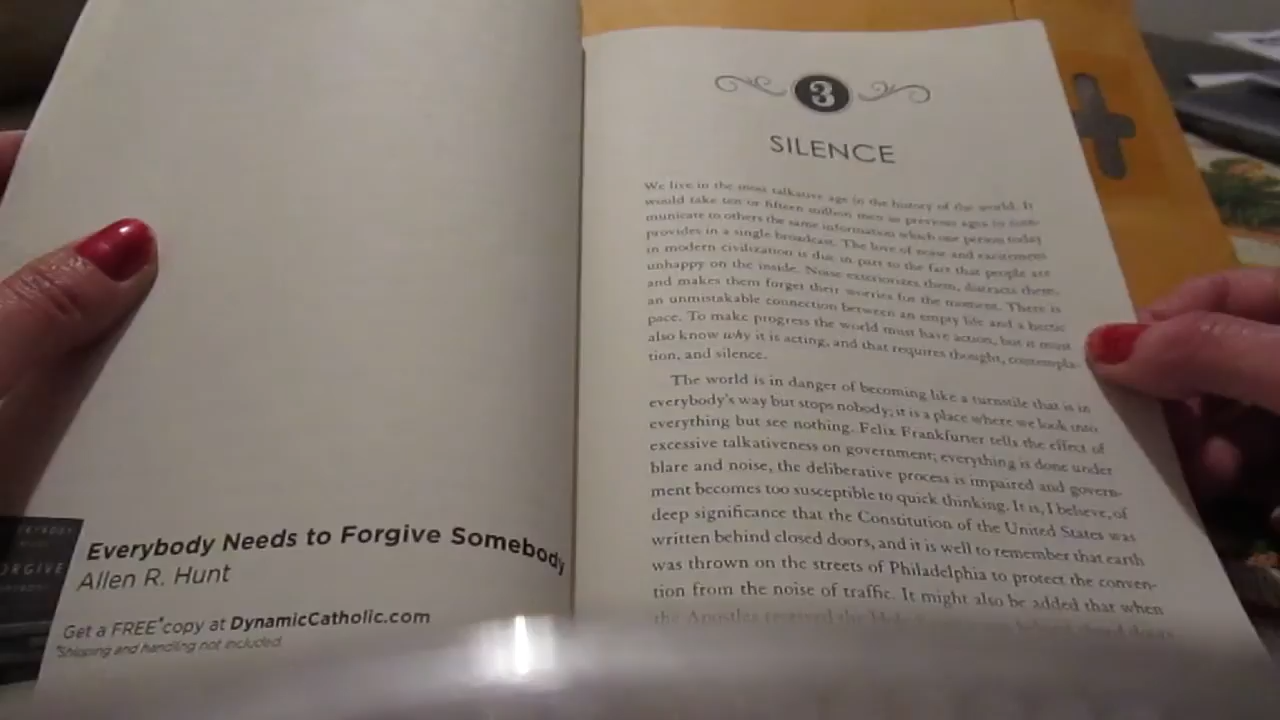 ERYBODY
ORGIVE
Everybody Needs to Forgive Somebody
Allen R. Hunt
Get a FREE* copy at DynamicCatholic.com
*Shipping and handling not included.
3
SILENCE
We live in the most talkative age in the history of the world. It
would take ten or fifteen million men in previous ages to com-
municate to others the same information which one person today
provides in a single broadcast. The love of noise and excitement
in modern civilization is due in part to the fact that people are
unhappy on the inside. Noise exteriorizes them, distracts them,
and makes them forget their worries for the moment. There is
an unmistakable connection between an empty life and a hectic
pace. To make progress the world must have action, but it must
also know why it is acting, and that requires thought, contempla-
tion, and silence.
The world is in danger of becoming like a turnstile that is in
everybody's way but stops nobody; it is a place where we look into
everything but see nothing. Felix Frankfurter tells the effect of
excessive talkativeness on government; everything is done under
blare and noise, the deliberative process is impaired and govern-
ment becomes too susceptible to quick thinking. It is, I believe, of
deep significance that the Constitution of the United States was
written behind closed doors, and it is well to remember that earth
was thrown on the streets of Philadelphia to protect the conven-
tion from the noise of traffic. It might also be added that when
the Apostles received the